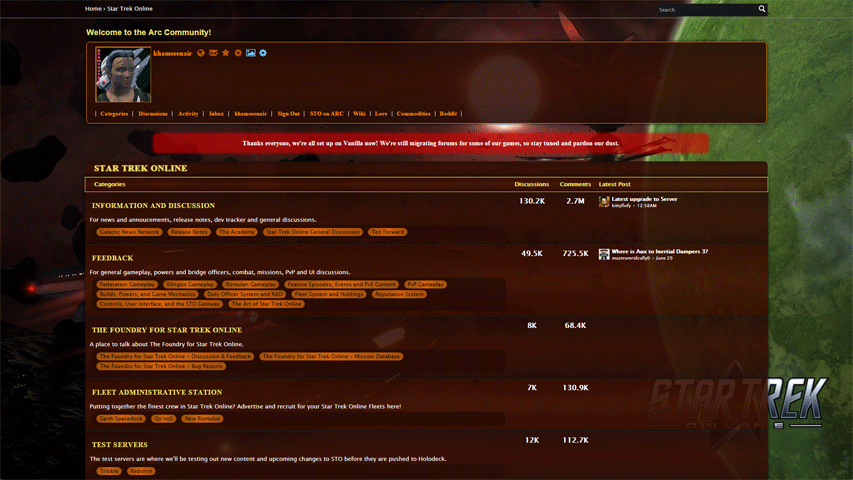 Home › Star Trek Online
Search
Welcome to the Arc Community!
khamseenair
| Categories | Discussions | Activity | Inbox | khamseenair | Sign Out | STO on ARC | Wiki | Lore | Commodities | Reddit |
Thanks everyone, we're all set up on Vanilla now! We're still migrating forums for some of our games, so stay tuned and pardon our dust.
STAR TREK ONLINE
Categories Discussions Comments Latest Post
INFORMATION AND DISCUSSION 130.2K 2.7M Latest upgrade to Server
12:58AM
For news and annoucements, release notes, dev tracker and general discussions.
Galactic News Network Release Notes The Academy Star Trek Online General Discussion Ten Forward
FEEDBACK 49.5K 725.5K Where is Aux to Inertial Dampers 3?
mustrumridcully0 • June 29
For general gameplay, powers and bridge officers, combat, missions, PvP and UI discussions.
Federation Gameplay Klingon Gameplay Romulan Gameplay Feature Episodes, Events and PvE Content PvP Gameplay
Builds, Powers, and Game Mechanics Duty Officer System and R&D Fleet System and Holdings Reputation System
Controls, User Interface, and the STO Gateway The Art of Star Trek Online
THE FOUNDRY FOR STAR TREK ONLINE 8K 68.4K
A place to talk about The Foundry for Star Trek Online.
The Foundry for Star Trek Online - Discussion & Feedback The Foundry for Star Trek Online - Mission Database
The Foundry for Star Trek Online - Bug Reports
FLEET ADMINISTRATIVE STATION 7K 130.9K
Putting together the finest crew in Star Trek Online? Advertise and recruit for your Star Trek Online Fleets here!
Earth Spacedock Qo'noS New Romulus
STAR TREK
ONLINE
TEST SERVERS 12K 112.7K
The test servers are where we'll be testing out new content and upcoming changes to STO before they are pushed to Holodeck.
Tribble Redshirt